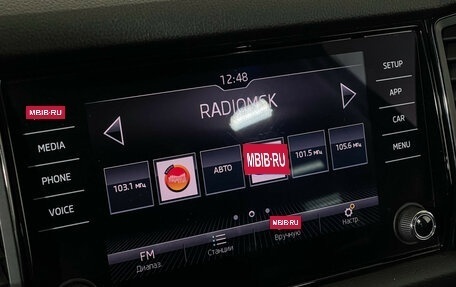 12:48
SETUP
RADIOMSK
MBIB.RU
APP
MEDIA
CAR
PHONE
103.1 МГЦ
АВТО
MBIB.RU
101.5 МГЦ
105.6 МГЦ
MENU
VOICE
MBIB.RU
FM
Диапаз.
Станции
Вручную
Настр.